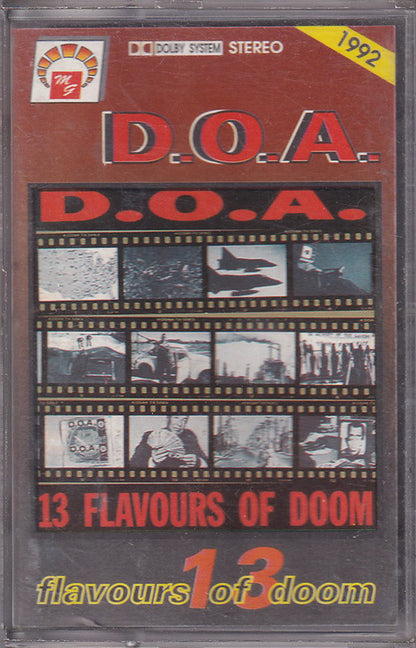 MF
DOLBY SYSTEM STEREO
1992
D.O.A.
D.O.A.
D.O.A.
D.O.A.
13 FLAVOURS OF DOOM
flavours 13 of doom